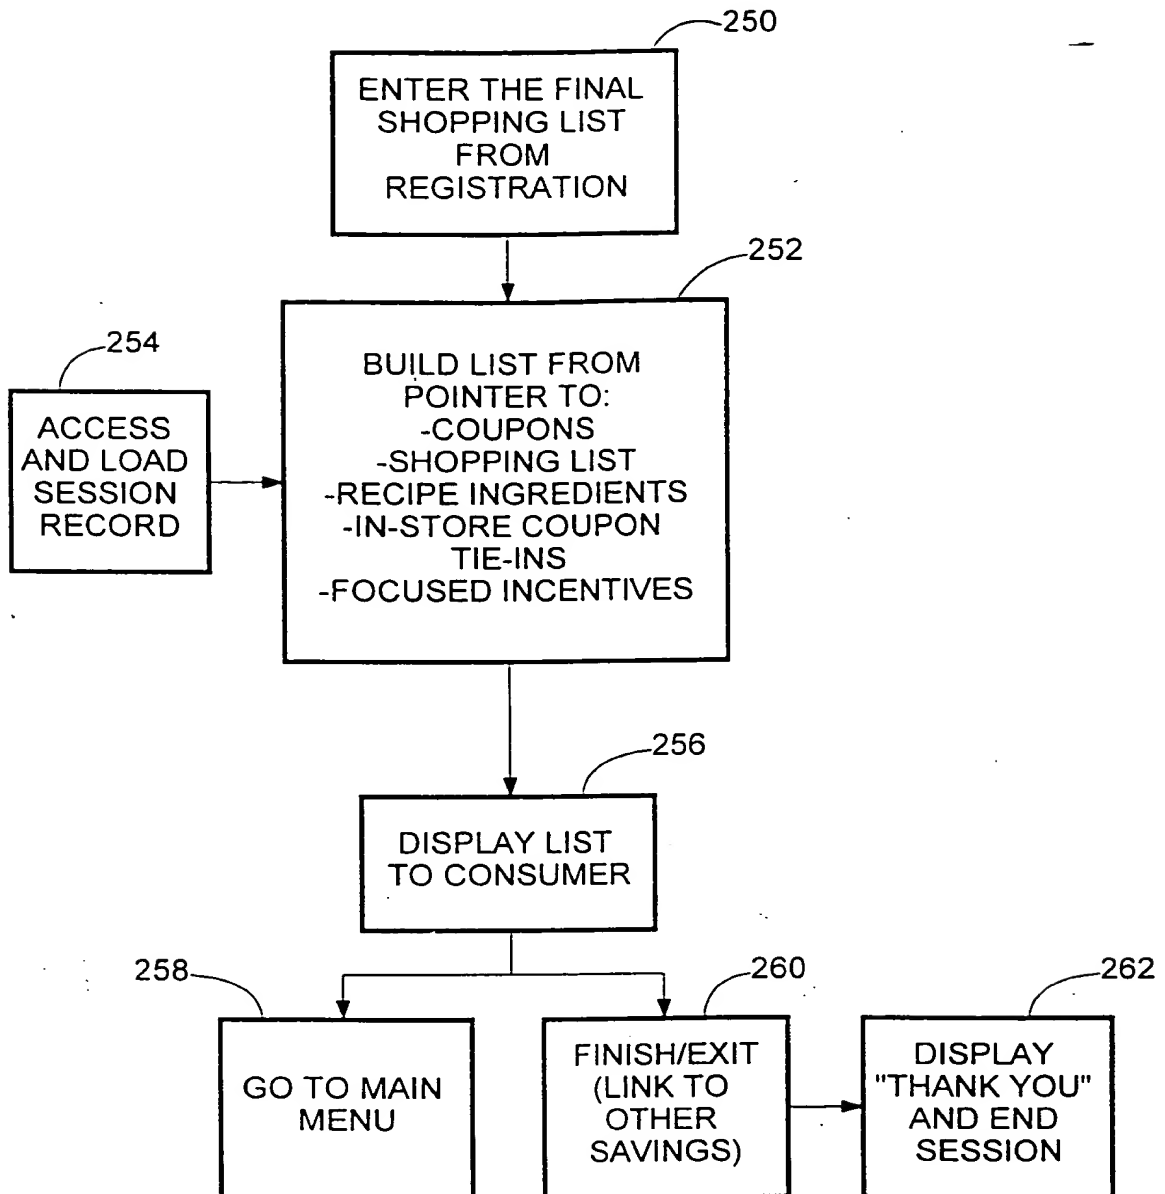 250
ENTER THE FINAL
SHOPPING LIST
FROM
REGISTRATION
252
BUILD LIST FROM
POINTER TO:
-COUPONS
-SHOPPING LIST
-RECIPE INGREDIENTS
-IN-STORE COUPON
TIE-INS
-FOCUSED INCENTIVES
254
ACCESS
AND LOAD
SESSION
RECORD
256
DISPLAY LIST
TO CONSUMER
258
GO TO MAIN
MENU
260
FINISH/EXIT
(LINK TO
OTHER
SAVINGS)
262
DISPLAY
"THANK YOU"
AND END
SESSION